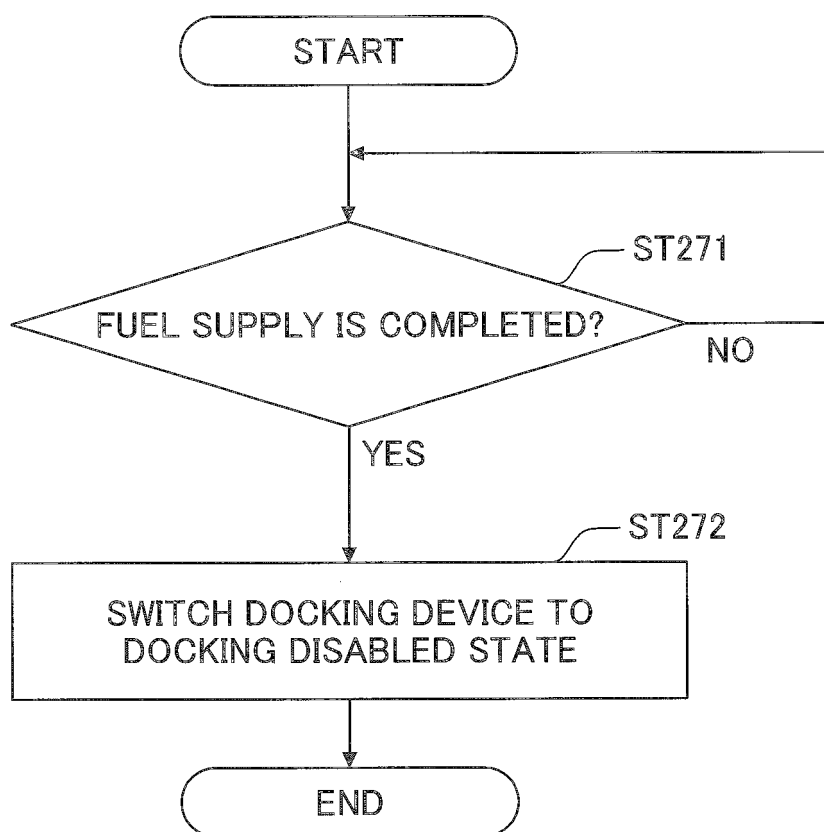 START
ST271
FUEL SUPPLY IS COMPLETED?
NO
YES
ST272
SWITCH DOCKING DEVICE TO
DOCKING DISABLED STATE
END